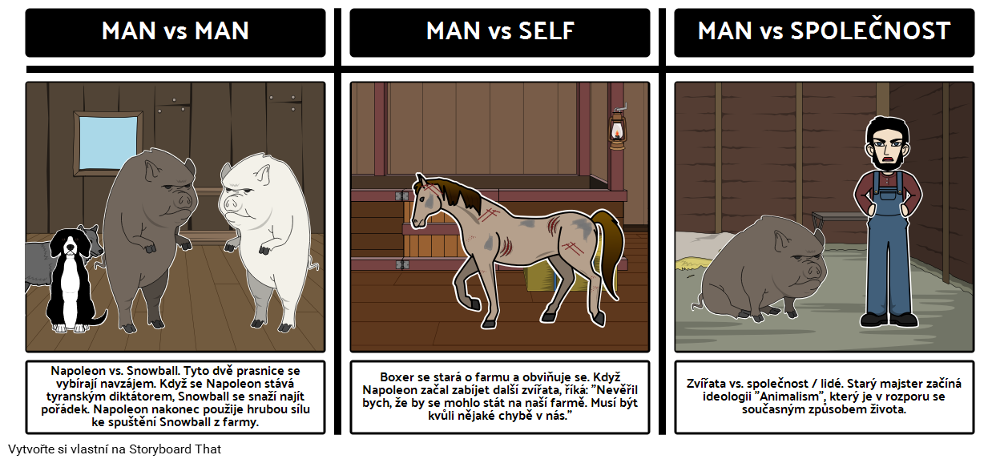 MAN vs MAN
MAN vs SELF
MAN vs SPOLEČNOST
Napoleon vs. Snowball. Tyto dvě prasnice se
vybírají navzájem. Když se Napoleon stává
tyranským diktátorem, Snowball se snaží najít
pořádek. Napoleon nakonec použije hrubou sílu
ke spuštění Snowball z farmy.
Boxer se stará o farmu a obviňuje se. Když
Napoleon začal zabíjet další zvířata, říká: "Nevěřil
bych, že by se mohlo stát na naší farmě. Musí být
kvůli nějaké chybě v nás."
Zvířata vs. společnost / lidé. Starý majster začíná
ideologii "Animalism", který je v rozporu se
současným způsobem života.
Vytvořte si vlastní na Storyboard That